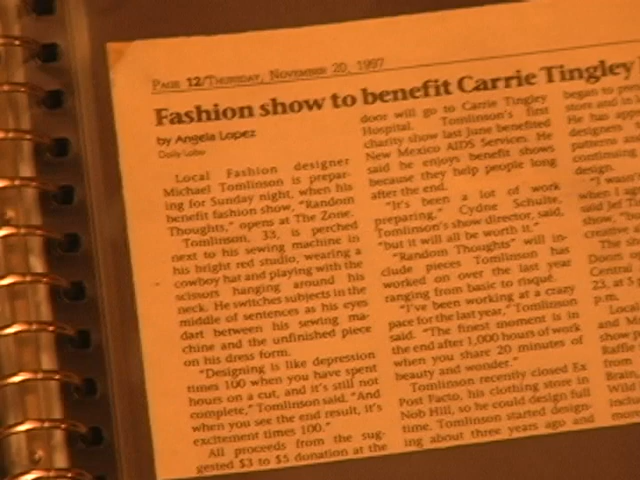 PAGE 12/THURSDAY, NOVEMBER 20, 1997
Fashion show to benefit Carrie Tingley
by Angela Lopez
Daily Lobo
Local Fashion designer
Michael Tomlinson is prepar-
ing for Sunday night, when his
benefit fashion show, "Random
Thoughts," opens at The Zone.
Tomlinson, 33, is perched
next to his sewing machine in
his bright red studio, wearing a
cowboy hat and playing with the
scissors hanging around his
neck. He switches subjects in the
middle of sentences as his eyes
dart between his sewing ma-
chine and the unfinished piece
on his dress form.
"Designing is like depression
times 100 when you have spent
hours on a cut, and it's still not
complete," Tomlinson said. "And
when you see the end result, it's
excitement times 100."
All proceeds from the sug-
gested $3 to $5 donation at the
door will go to Carrie Tingley
Hospital. Tomlinson's first
charity show last June benefited
New Mexico AIDS Services. He
said he enjoys benefit shows
because they help people long
after the end.
"It's been a lot of work
preparing," Cydne Schulte,
Tomlinson's show director, said,
"but it will all be worth it."
"Random Thoughts" will in-
clude pieces Tomlinson has
worked on over the last year
ranging from basic to risqué.
"I've been working at a crazy
pace for the last year," Tomlinson
said. "The finest moment is in
the end after 1,000 hours of work
when you share 20 minutes of
beauty and wonder."
Tomlinson recently closed Ex
Post Facto, his clothing store in
Nob Hill, so he could design full
time. Tomlinson started design-
ing about three years ago and
began to
store and in
He has
designers
patterns
continuing
design.
"I wasn't
when I
said Jef
show,
creative
The
Doors
Central
23, at 5
p.m.
Local
and
show
Raffle
from
Brain,
Wild